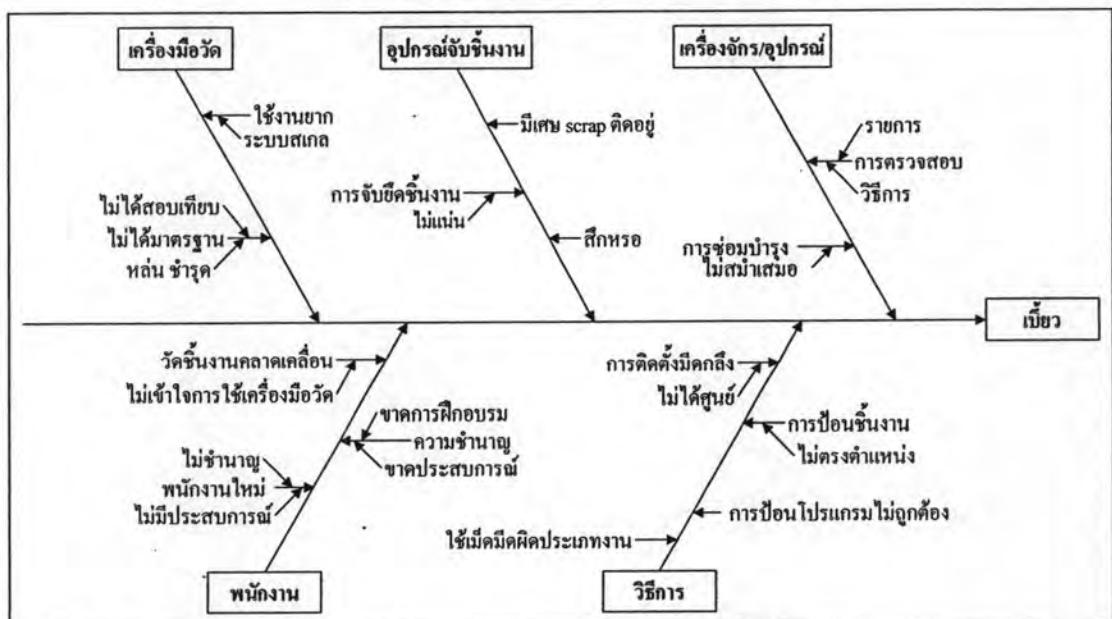 เครื่องมือวัด
อุปกรณ์จับชิ้นงาน
เครื่องจักร/อุปกรณ์
ใช้งานยาก
ระบบสเกล
ไม่ได้สอบเทียบ
ไม่ได้มาตรฐาน
หล่น ชำรุด
มีเศษ scrap ติดอยู่
การจับยึดชิ้นงาน
ไม่แน่น
สึกหรอ
รายการ
การตรวจสอบ
วิธีการ
การซ่อมบำรุง
ไม่สม่ำเสมอ
เบี้ยว
วัดชิ้นงานคลาดเคลื่อน
ไม่เข้าใจการใช้เครื่องมือวัด
ขาดการฝึกอบรม
ความชำนาญ
ขาดประสบการณ์
ไม่ชำนาญ
พนักงานใหม่
ไม่มีประสบการณ์
การติดตั้งมีดกลึง
ไม่ได้ศูนย์
การป้อนชิ้นงาน
ไม่ตรงตำแหน่ง
การป้อนโปรแกรมไม่ถูกต้อง
ใช้เม็ดมีดผิดประเภทงาน
พนักงาน
วิธีการ